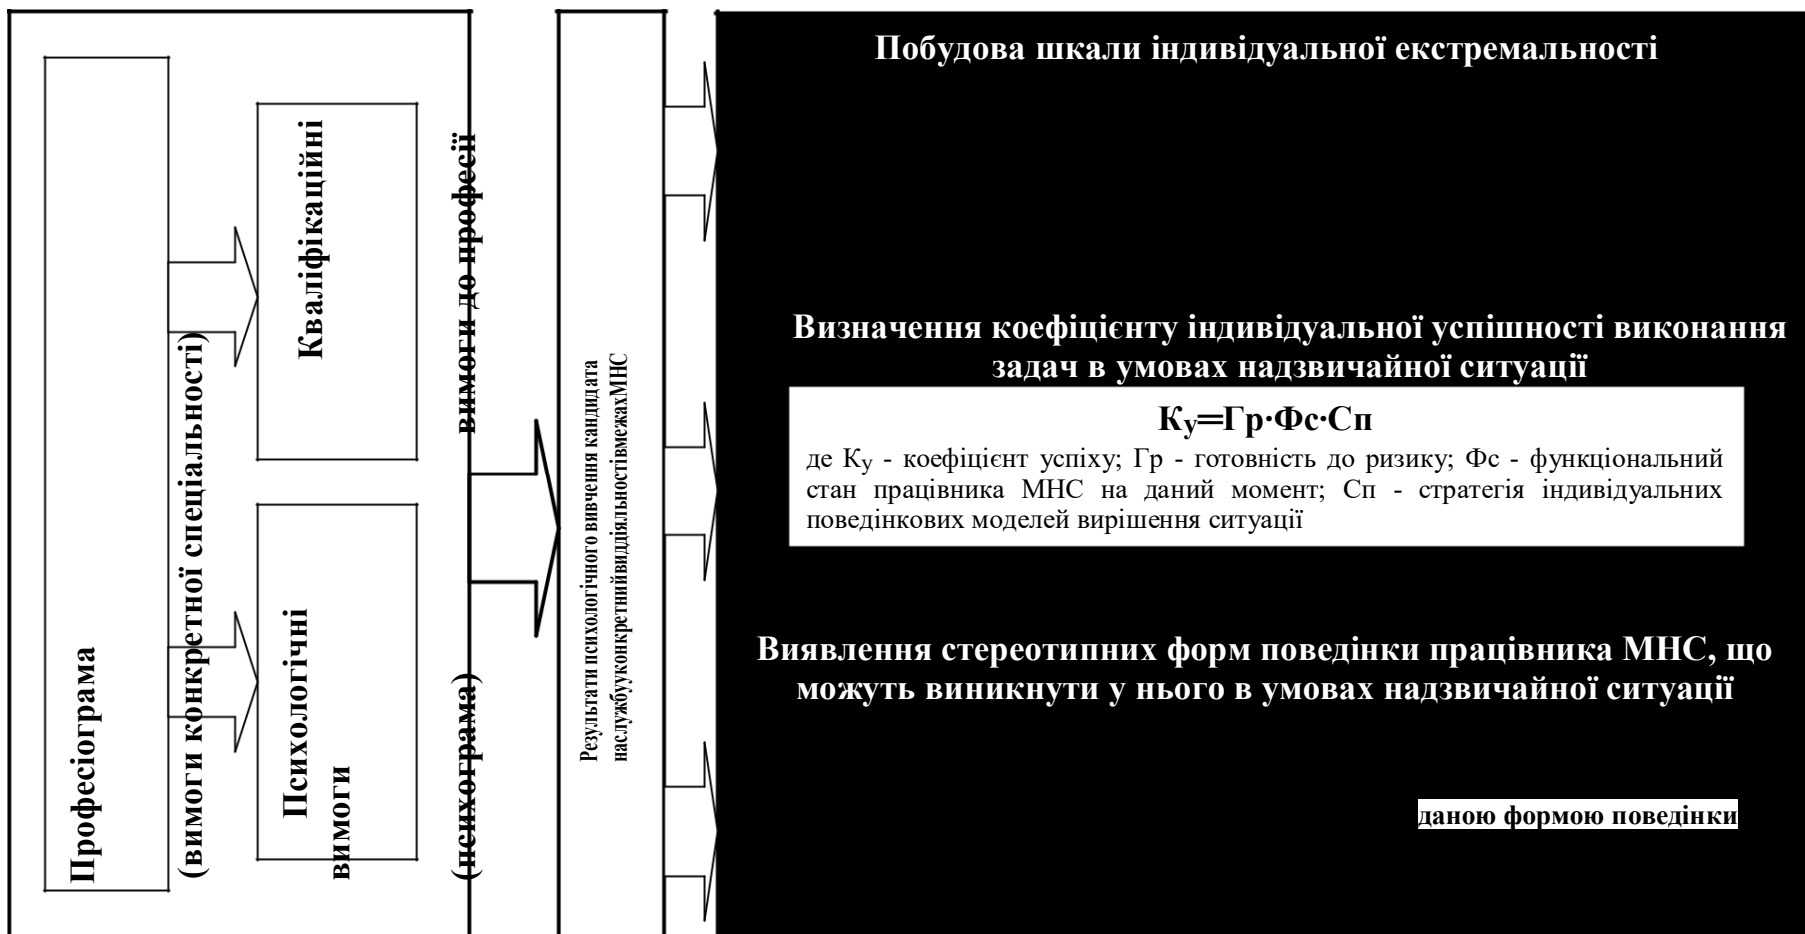 Професіограма
(вимоги конкретної спеціальності)
Кваліфікаційні
вимоги до професії
Психологічні
вимоги
(психограма)
Результати психологічного вивчення кандидата
наслужбууконкретнийвиддіяльностівмежахМНС
Побудова шкали індивідуальної екстремальності
Визначення коефіцієнту індивідуальної успішності виконання
задач в умовах надзвичайної ситуації
Ку=Гр·Фс·Сп
де Ку - коефіцієнт успіху; Гр - готовність до ризику; Фс - функціональний
стан працівника МНС на даний момент; Сп - стратегія індивідуальних
поведінкових моделей вирішення ситуації
Виявлення стереотипних форм поведінки працівника МНС, що
можуть виникнути у нього в умовах надзвичайної ситуації
даною формою поведінки